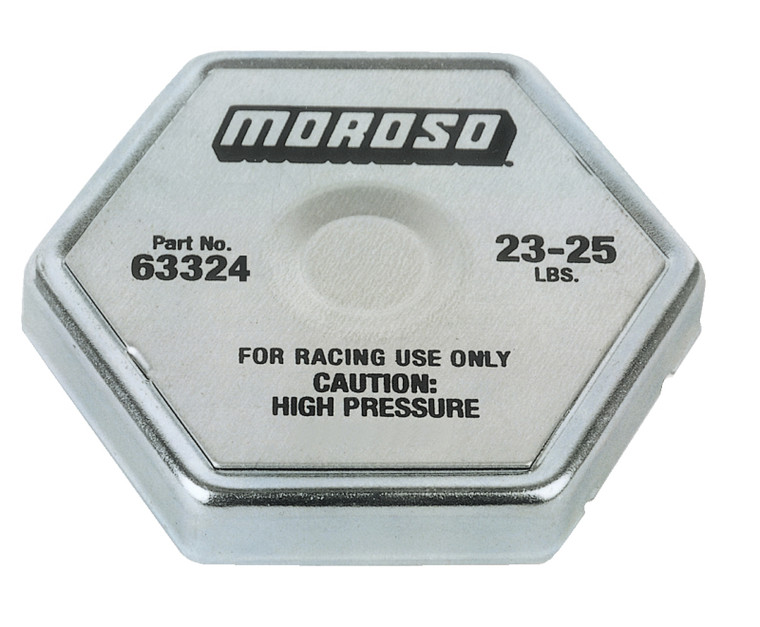 MOROSO
Part No.
63324
23-25
LBS.
FOR RACING USE ONLY
CAUTION:
HIGH PRESSURE